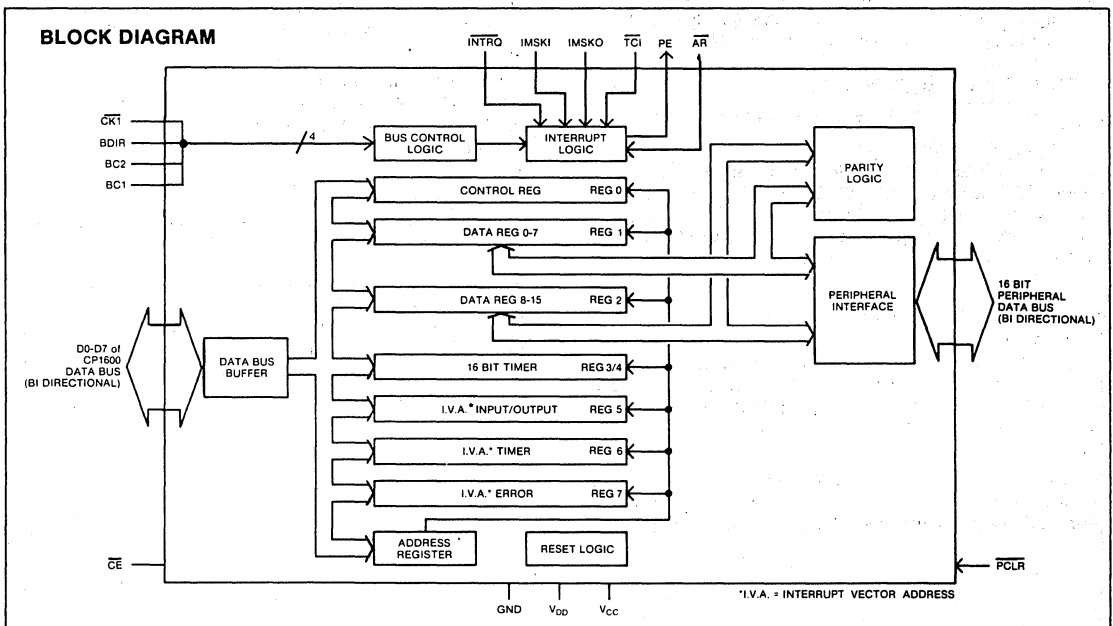 BLOCK DIAGRAM
INTRQ IMSKI IMSKO TCI PE AR
CK1
BDIR
BC2
BC1
4
BUS CONTROL
LOGIC
INTERRUPT
LOGIC
PARITY
LOGIC
CONTROL REG REG 0
DATA REG 0-7 REG 1
DATA REG 8-15 REG 2
PERIPHERAL
INTERFACE
16 BIT
PERIPHERAL
DATA BUS
(BI DIRECTIONAL)
D0-D7 of
CP1600
DATA BUS
(BI DIRECTIONAL)
DATA BUS
BUFFER
16 BIT TIMER REG 3/4
I.V.A.* INPUT/OUTPUT REG 5
I.V.A.* TIMER REG 6
I.V.A.* ERROR REG 7
ADDRESS
REGISTER
RESET LOGIC
CE
PCLR
*I.V.A. = INTERRUPT VECTOR ADDRESS
GND VDD VCC